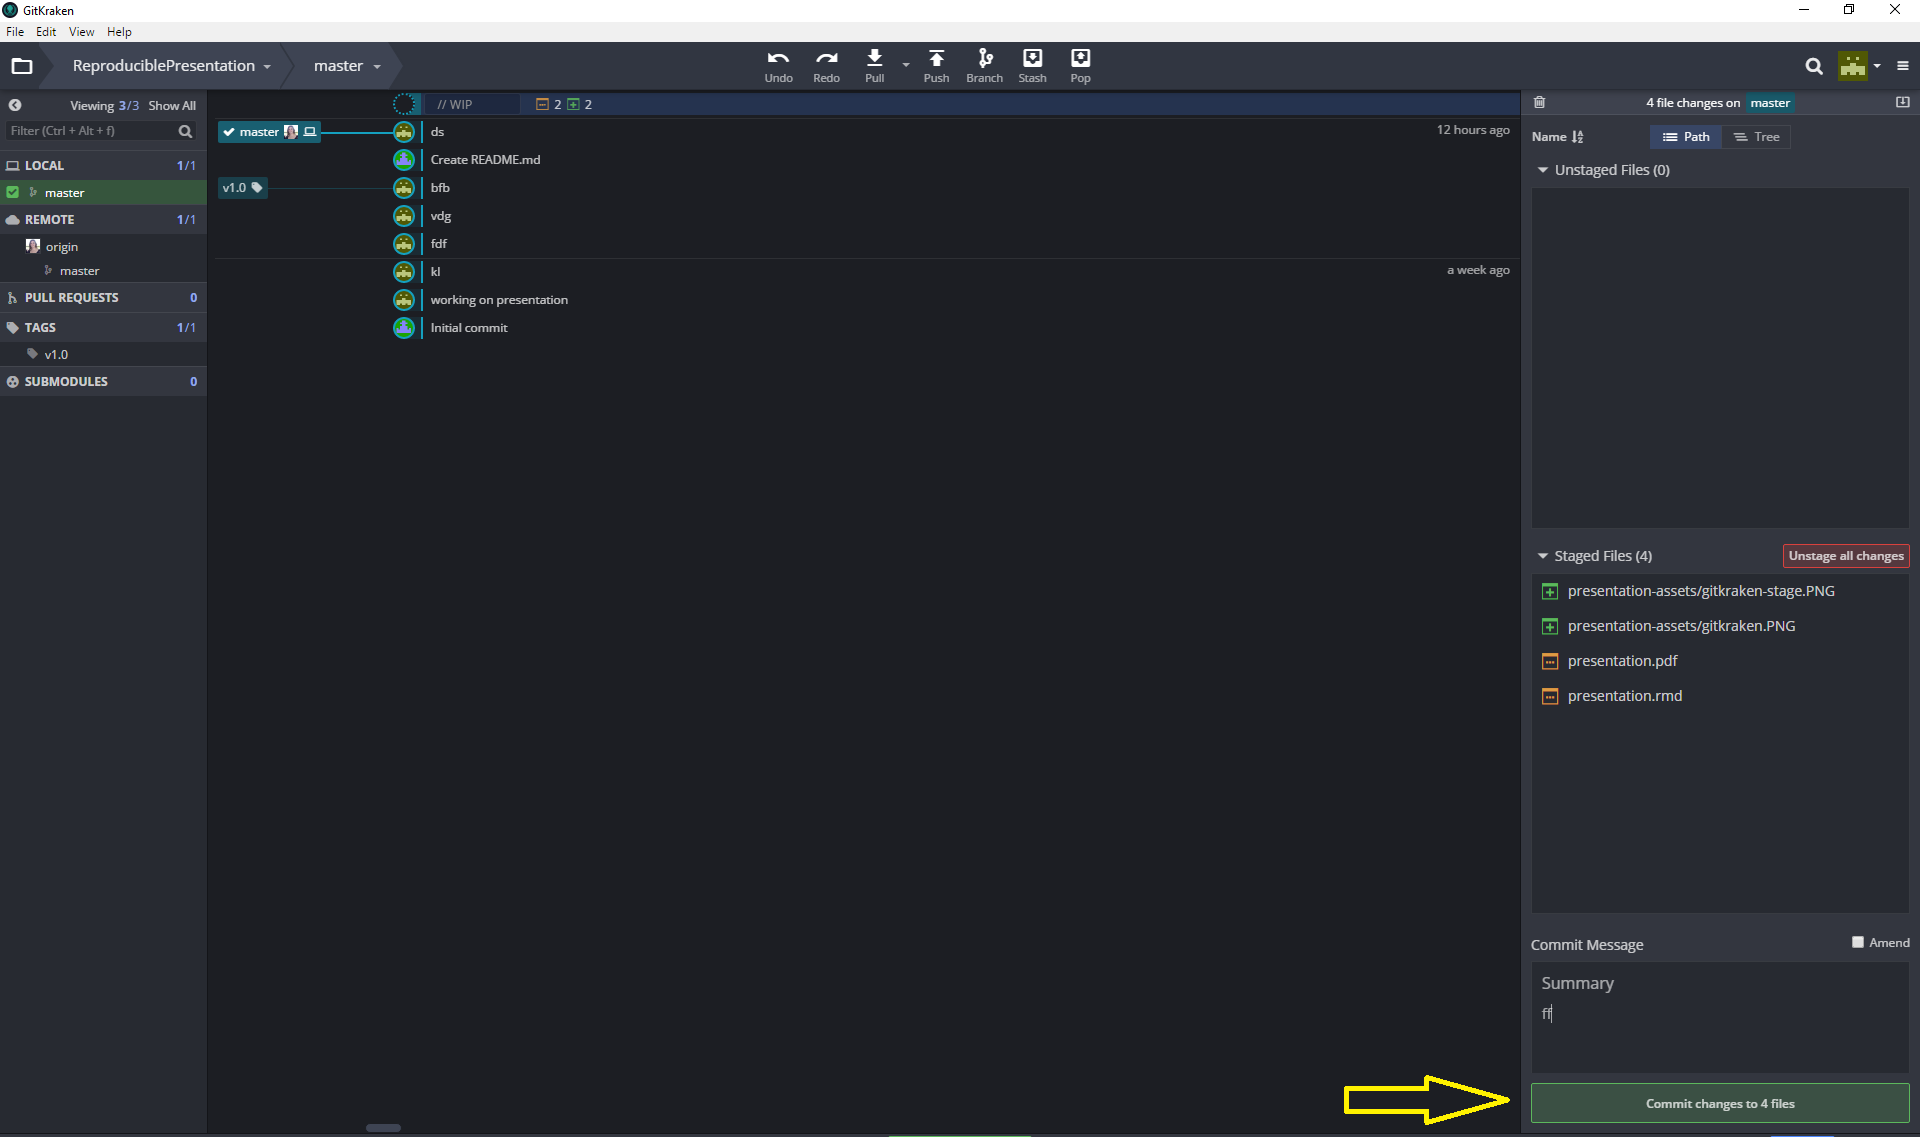 GitKraken
File Edit View Help
ReproduciblePresentation master
Undo Redo Pull Push Branch Stash Pop
Viewing 3/3 Show All
Filter (Ctrl + Alt + f)
LOCAL 1/1
master
REMOTE 1/1
origin
master
PULL REQUESTS 0
TAGS 1/1
v1.0
SUBMODULES 0
// WIP 2 2
master ds 12 hours ago
Create README.md
v1.0 bfb
vdg
fdf
kl a week ago
working on presentation
Initial commit
4 file changes on master
Name Path Tree
Unstaged Files (0)
Staged Files (4) Unstage all changes
presentation-assets/gitkraken-stage.PNG
presentation-assets/gitkraken.PNG
presentation.pdf
presentation.rmd
Commit Message Amend
Summary
ff
Commit changes to 4 files